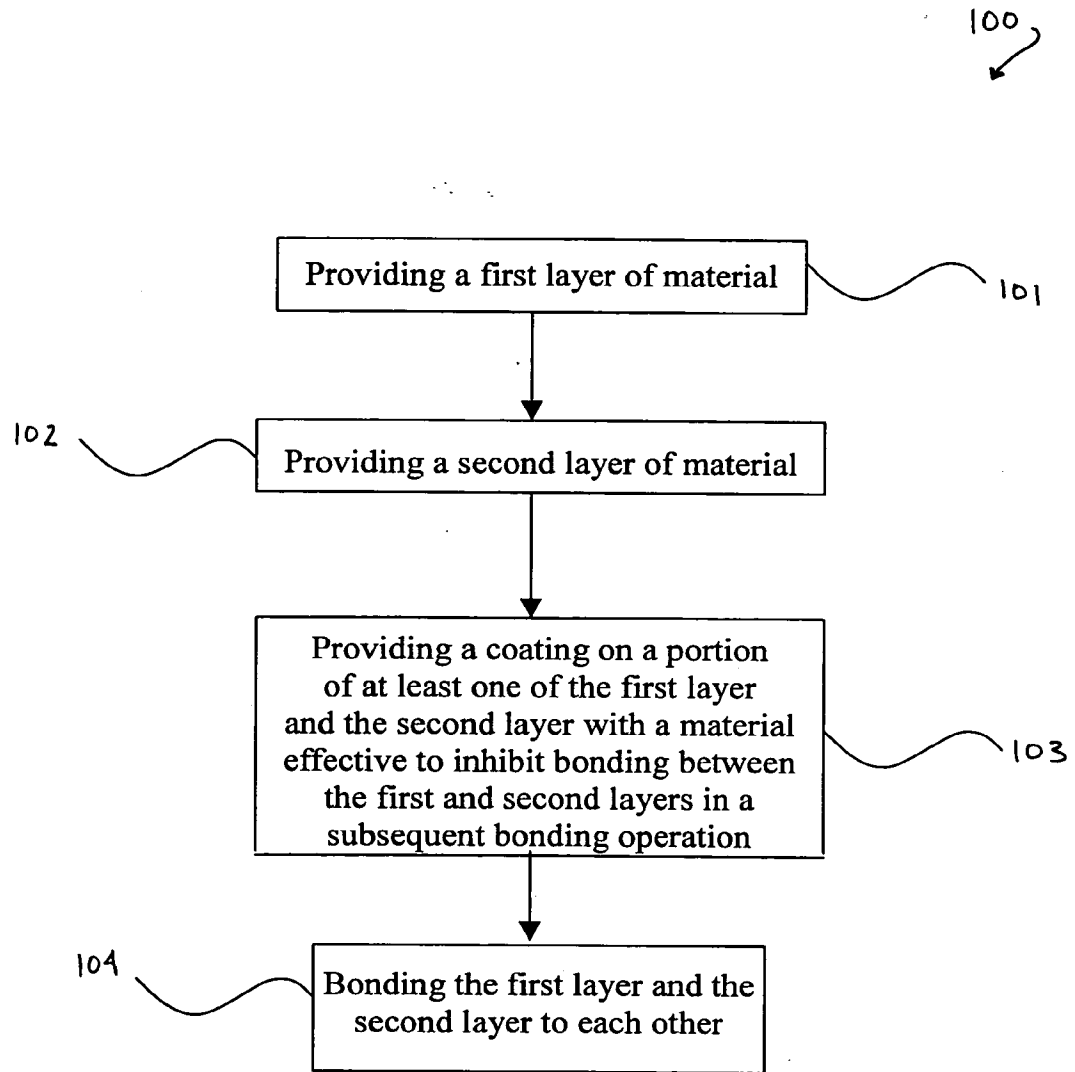 100
Providing a first layer of material
101
102
Providing a second layer of material
Providing a coating on a portion
of at least one of the first layer
and the second layer with a material
effective to inhibit bonding between
the first and second layers in a
subsequent bonding operation
103
104
Bonding the first layer and the
second layer to each other